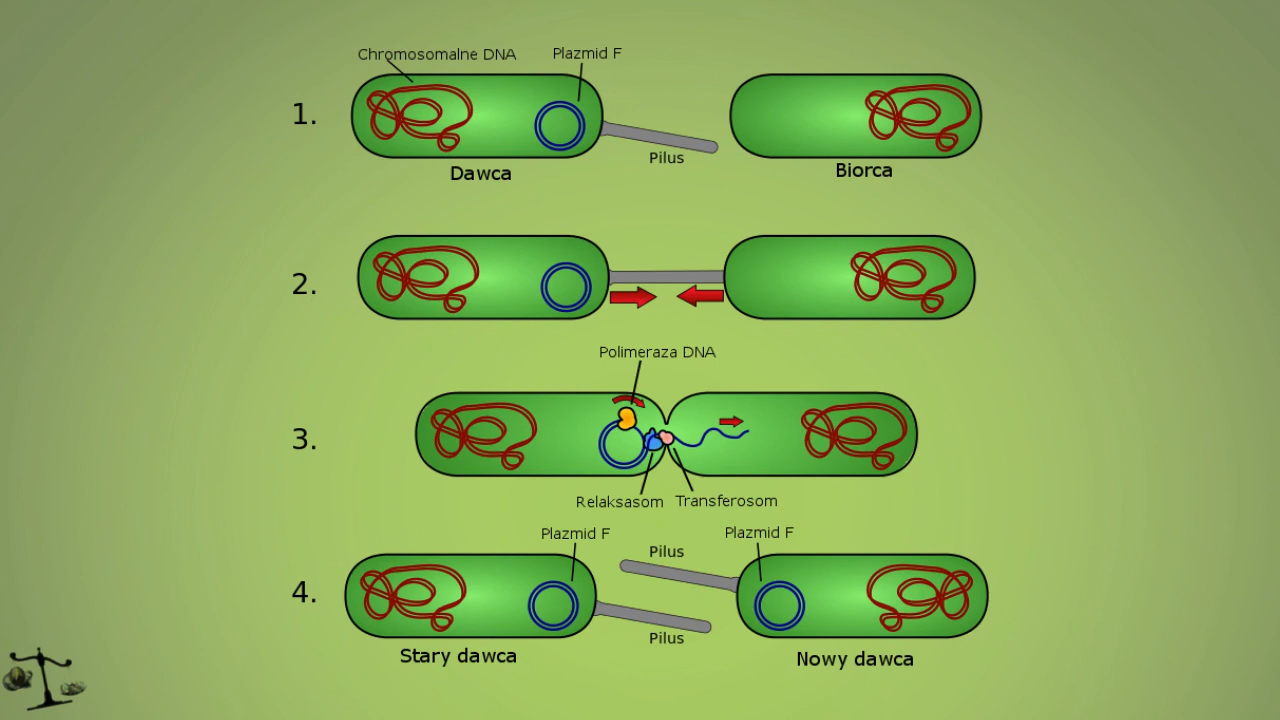 Chromosomalne DNA
Plazmid F
1.
Pilus
Dawca
Biorca
2.
Polimeraza DNA
3.
Relaksasom
Transferosom
Plazmid F
Plazmid F
Pilus
4.
Pilus
Stary dawca
Nowy dawca